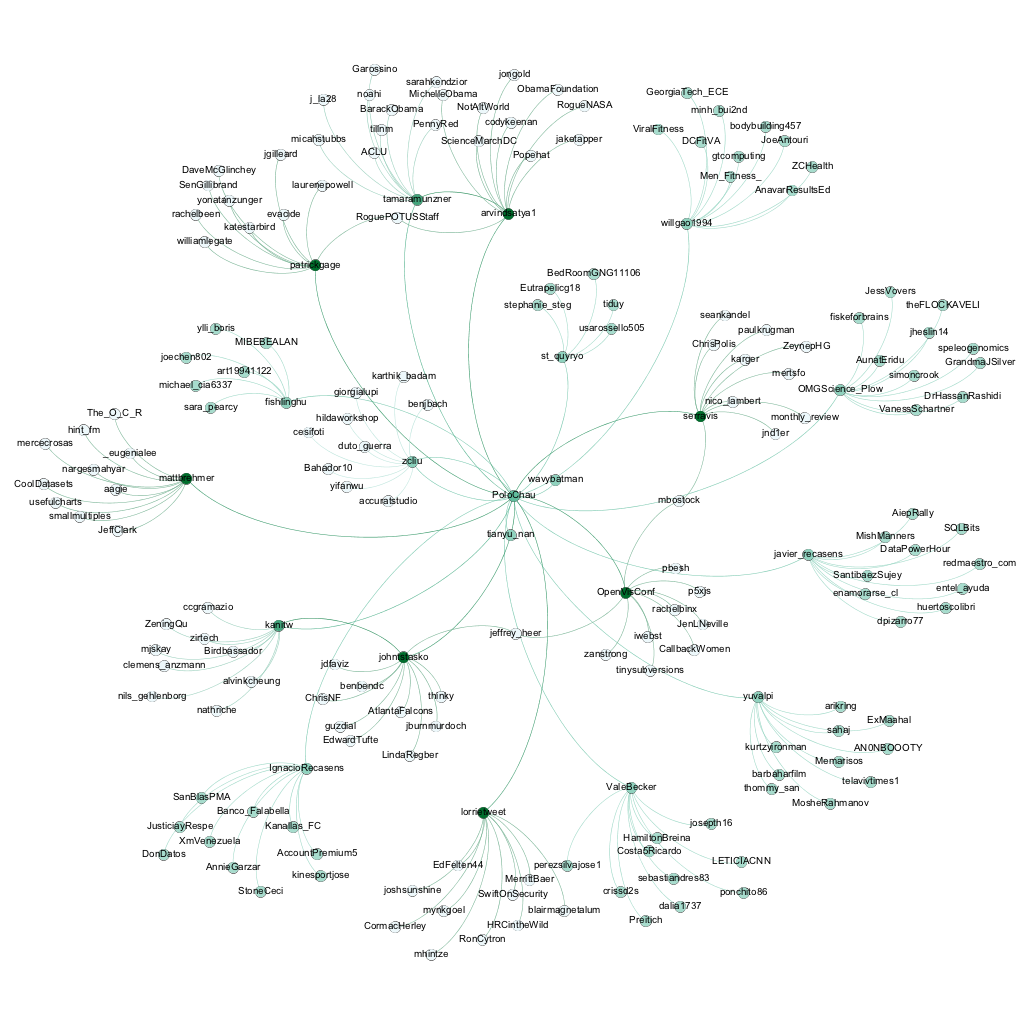 Garossino
jongold
sarahkendzior
ObamaFoundation
GeorgiaTech_ECE
noahi
MichelleObama
j_la28
BarackObama
NotAltWorld
RogueNASA
minh_bui2nd
tillnm
PennyRed
codykeenan
ViralFitness
bodybuilding457
micahstubbs
ScienceMarchDC
jaketapper
DCFitVA
JoeAntouri
jgilleard
ACLU
Popehat
gtcomputing
DaveMcGlinchey
ZCHealth
SenGillibrand
laurenepowell
Men_Fitness_
yonatanzunger
tamaramunzner
AnavarResultsEd
rachelbeen
evacide
RoguePOTUSStaff
arvindsatya1
katestarbird
willgao1994
williamlegate
patrickgage
BedRoomGNG11106
Eutrapelicg18
JessVovers
stephanie_steg
tiduy
theFLOCKAVELI
seankandel
fiskeforbrains
ylli_boris
usarossello505
paulkrugman
jheslin14
MIBEBEALAN
ChrisPolis
ZeynepHG
speleogenomics
joechen802
st_quyryo
karger
AunatEridu
GrandmaJSilver
art19941122
karthik_badam
mertsfo
simoncrook
michael_cia6337
giorgialupi
OMGScience_Plow
DrHassanRashidi
sara_pearcy
fishlinghu
benjbach
nico_lambert
VanessSchartner
The_O_C_R
hildaworkshop
serravis
monthly_review
hint_fm
cesifoti
jnd1er
mercecrosas
_eugenialee
duto_guerra
nargesmahyar
Bahador10
zcliu
CoolDatasets
aagie
mattbrehmer
yifanwu
wavybatman
usefulcharts
accuratstudio
PoloChau
mbostock
smallmultiples
AiepRally
JeffClark
tianyu_nan
MishManners
SQLBits
javier_recasens
DataPowerHour
pbesh
redmaestro_com
SantibaezSujey
OpenVisConf
p5xjs
enamorarse_cl
entel_ayuda
ccgramazio
rachelbinx
huertoscolibri
ZeningQu
kanitw
jeffrey_heer
JenLNeville
dpizarro77
zirtech
iwebst
mjskay
Birdbassador
johntstasko
zanstrong
CallbackWomen
clemens_anzmann
jdfaviz
tinysubversions
alvinkcheung
benbendc
nils_gehlenborg
ChrisNF
thinky
yuvalpi
nathriche
AtlantaFalcons
arikring
guzdial
jburnmurdoch
ExMaahal
EdwardTufte
sahaj
LindaRegber
kurtzyironman
AN0NBOOOTY
IgnacioRecasens
Memarisos
barbaharfilm
telavivtimes1
SanBlasPMA
ValeBecker
thommy_san
Banco_Falabella
lorrietweet
MosheRahmanov
JusticiayRespe
Kanallas_FC
josepth16
XmVenezuela
HamiltonBreina
DonDatos
AccountPremium5
EdFelten44
perezsilvajose1
Costa5Ricardo
LETICIACNN
AnnieGarzar
kinesportjose
MerrittBaer
sebastiandres83
StoneCeci
joshsunshine
SwiftOnSecurity
crissd2s
ponchito86
mynkgoel
blairmagnetalum
dalia1737
CormacHerley
HRCintheWild
Preitich
RonCytron
mhintze